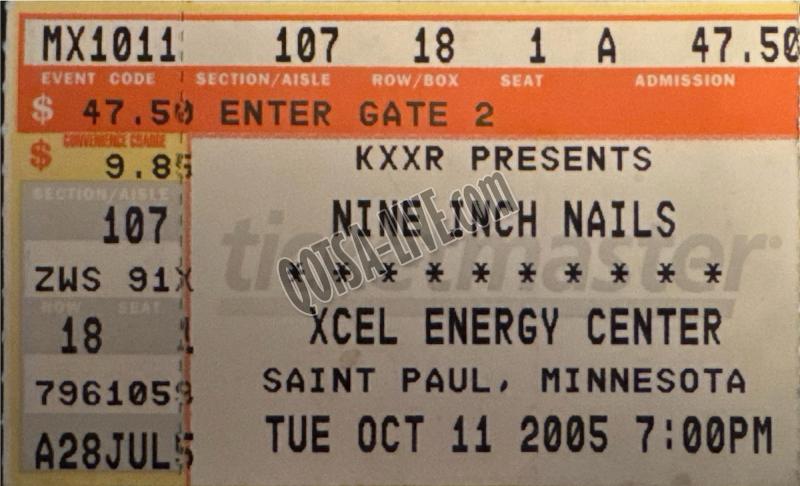 MX1011 107 18 1 A 47.50
EVENT CODE SECTION/AISLE ROW/BOX SEAT ADMISSION
$ 47.50 ENTER GATE 2
CONVENIENCE CHARGE
$ 9.85
KXXR PRESENTS
SECTION/AISLE
107
NINE INCH NAILS
ticketmaster
QOTSA-LIVE.com
ZWS 91X
* * * * * * * * * *
ROW SEAT
18 1
XCEL ENERGY CENTER
7961059
SAINT PAUL, MINNESOTA
A28JUL5
TUE OCT 11 2005 7:00PM